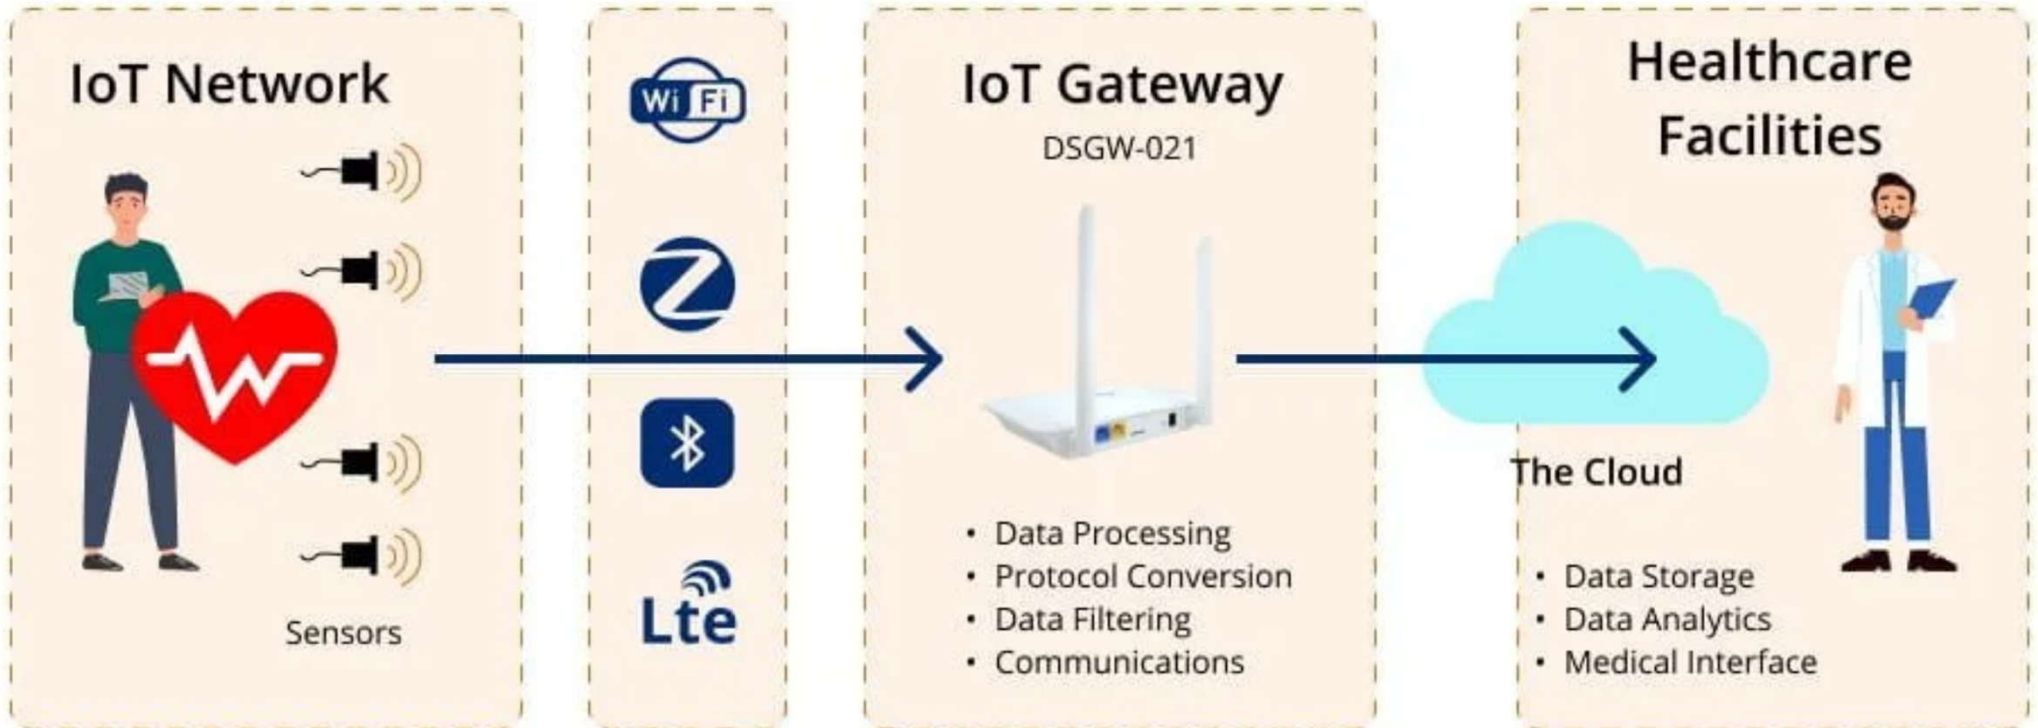 IoT Network
Sensors
Wi Fi
Z
Lte
IoT Gateway
DSGW-021
• Data Processing
• Protocol Conversion
• Data Filtering
• Communications
Healthcare
Facilities
The Cloud
• Data Storage
• Data Analytics
• Medical Interface